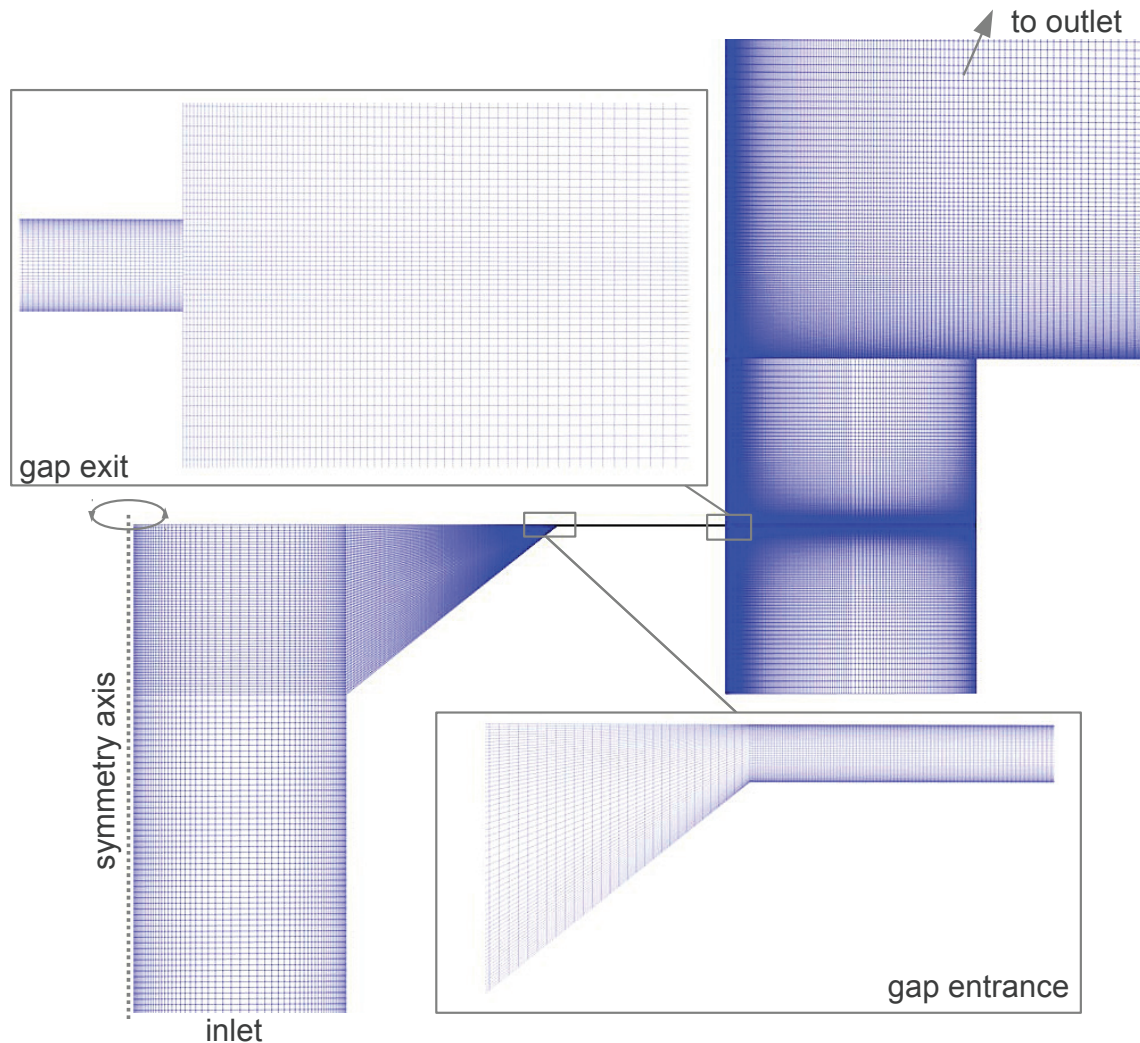 to outlet
gap exit
symmetry axis
gap entrance
inlet